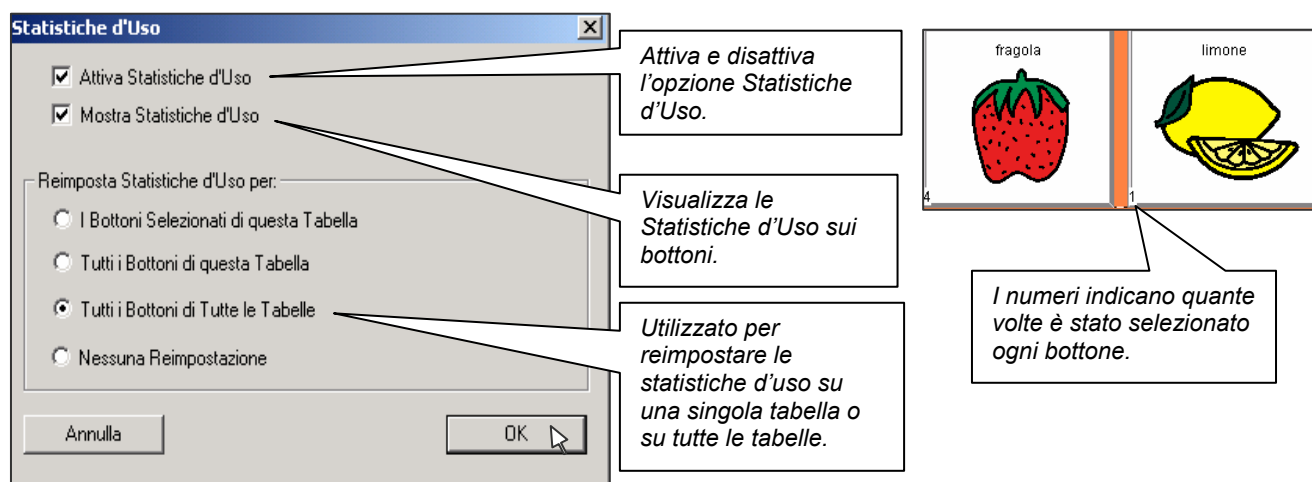 Statistiche d'Uso
Attiva Statistiche d'Uso
Mostra Statistiche d'Uso
Reimposta Statistiche d'Uso per:
I Bottoni Selezionati di questa Tabella
Tutti i Bottoni di questa Tabella
Tutti i Bottoni di Tutte le Tabelle
Nessuna Reimpostazione
Annulla
OK
Attiva e disattiva
l'opzione Statistiche
d'Uso.
Visualizza le
Statistiche d'Uso sui
bottoni.
Utilizzato per
reimpostare le
statistiche d'uso su
una singola tabella o
su tutte le tabelle.
fragola
4
limone
1
I numeri indicano quante
volte è stato selezionato
ogni bottone.